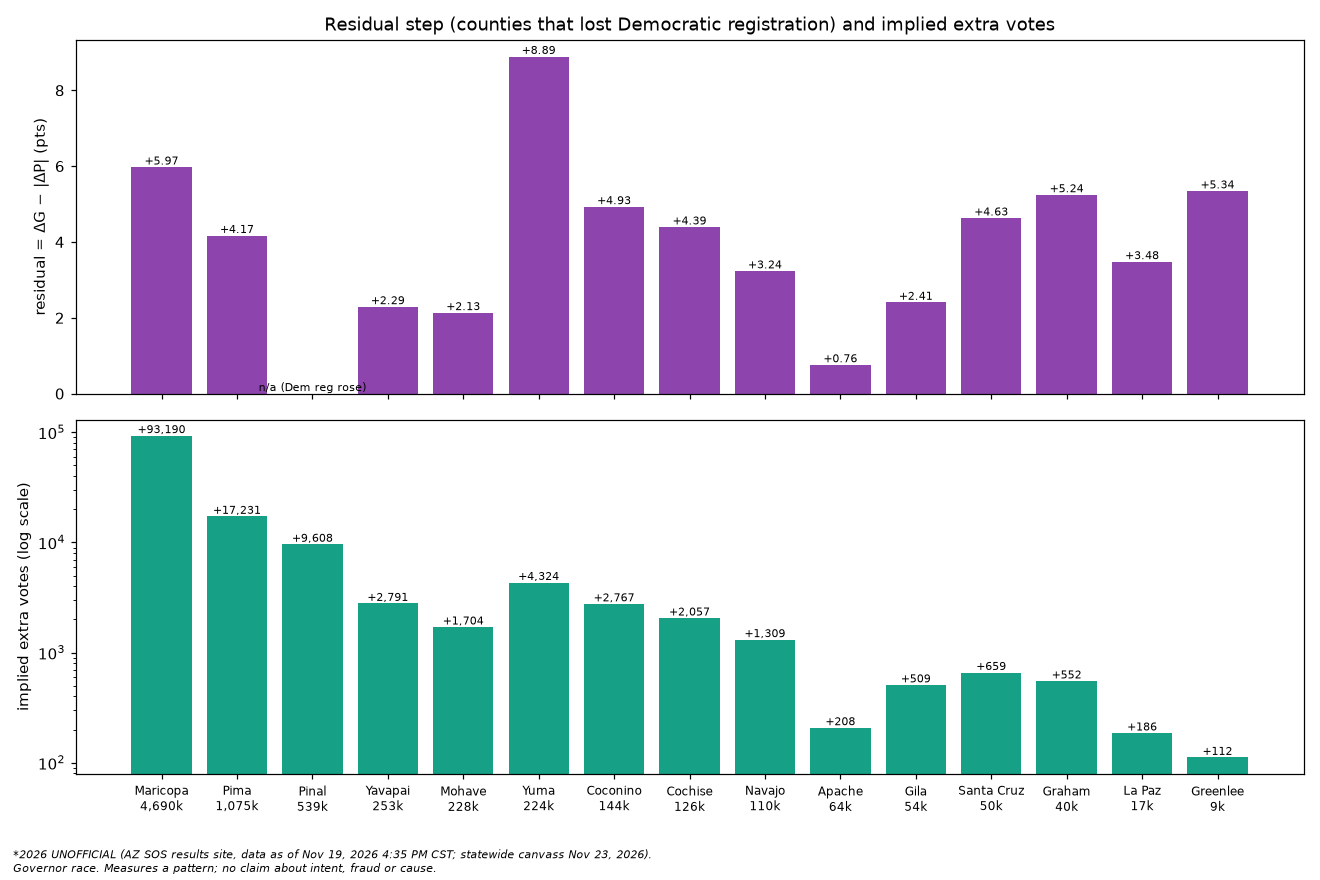 Residual step (counties that lost Democratic registration) and implied extra votes
residual = ΔG − |ΔP| (pts)
8
6
4
2
0
+5.97
+4.17
n/a (Dem reg rose)
+2.29
+2.13
+8.89
+4.93
+4.39
+3.24
+0.76
+2.41
+4.63
+5.24
+3.48
+5.34
implied extra votes (log scale)
10⁵
10⁴
10³
10²
+93,190
+17,231
+9,608
+2,791
+1,704
+4,324
+2,767
+2,057
+1,309
+208
+509
+659
+552
+186
+112
Maricopa
4,690k
Pima
1,075k
Pinal
539k
Yavapai
253k
Mohave
228k
Yuma
224k
Coconino
144k
Cochise
126k
Navajo
110k
Apache
64k
Gila
54k
Santa Cruz
50k
Graham
40k
La Paz
17k
Greenlee
9k
*2026 UNOFFICIAL (AZ SOS results site, data as of Nov 19, 2026 4:35 PM CST; statewide canvass Nov 23, 2026).
Governor race. Measures a pattern; no claim about intent, fraud or cause.